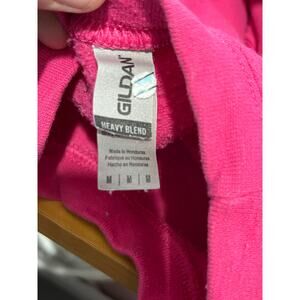 GILDAN
HEAVY BLEND
Made in Honduras
Fabriqué au Honduras
Hecho en Honduras
M M M